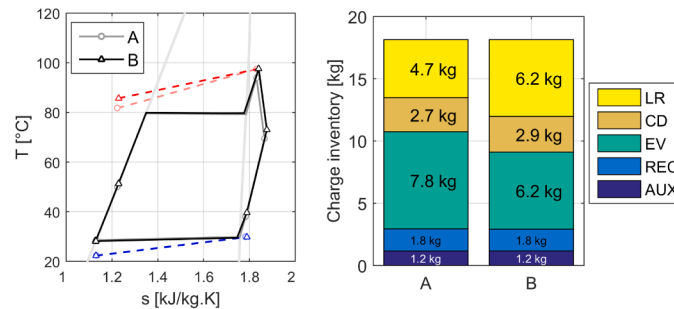 A
B
120
100
80
60
40
20
T [°C]
1
1.2
1.4
1.6
1.8
2
s [kJ/kg.K]
Charge inventory [kg]
20
15
10
5
0
4.7 kg
2.7 kg
7.8 kg
1.8 kg
1.2 kg
6.2 kg
2.9 kg
6.2 kg
1.8 kg
1.2 kg
A
B
LR
CD
EV
REC
AUX